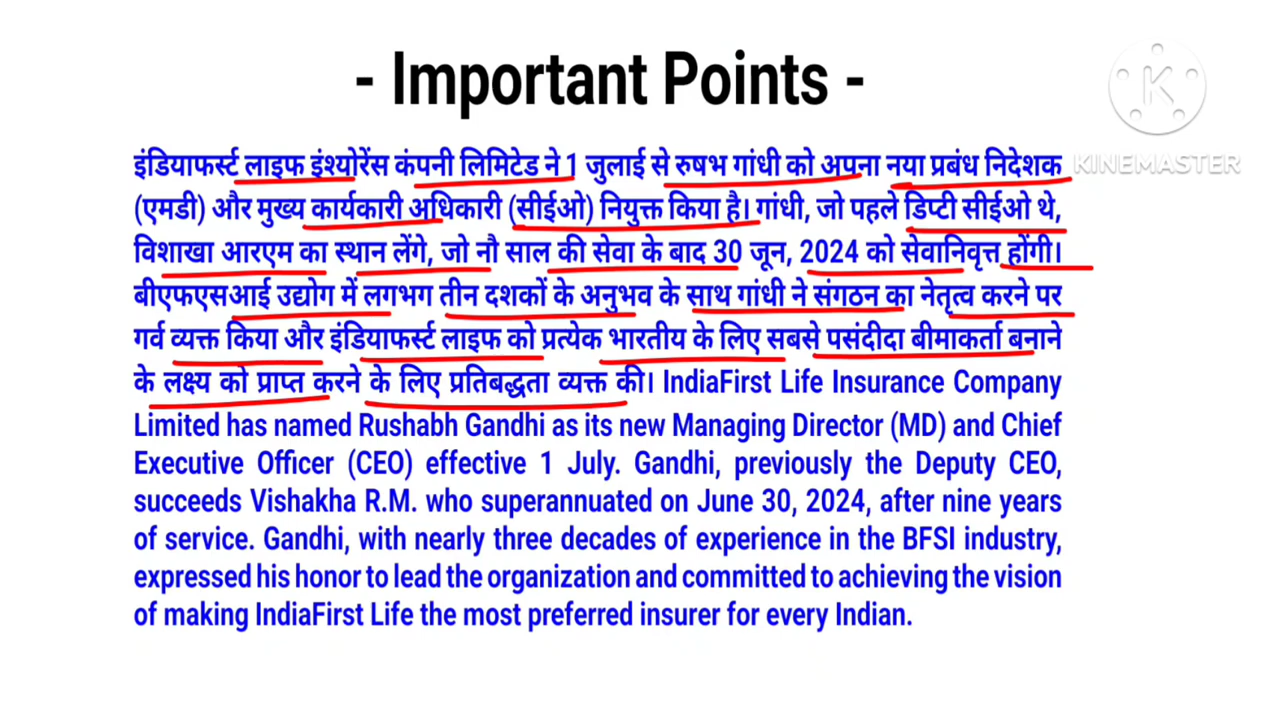 - Important Points -
KINEMASTER
इंडियाफर्स्ट लाइफ इंश्योरेंस कंपनी लिमिटेड ने 1 जुलाई से रुषभ गांधी को अपना नया प्रबंध निदेशक
(एमडी) और मुख्य कार्यकारी अधिकारी (सीईओ) नियुक्त किया है। गांधी, जो पहले डिप्टी सीईओ थे,
विशाखा आरएम का स्थान लेंगे, जो नौ साल की सेवा के बाद 30 जून, 2024 को सेवानिवृत्त होंगी।
बीएफएसआई उद्योग में लगभग तीन दशकों के अनुभव के साथ गांधी ने संगठन का नेतृत्व करने पर
गर्व व्यक्त किया और इंडियाफर्स्ट लाइफ को प्रत्येक भारतीय के लिए सबसे पसंदीदा बीमाकर्ता बनाने
के लक्ष्य को प्राप्त करने के लिए प्रतिबद्धता व्यक्त की। IndiaFirst Life Insurance Company
Limited has named Rushabh Gandhi as its new Managing Director (MD) and Chief
Executive Officer (CEO) effective 1 July. Gandhi, previously the Deputy CEO,
succeeds Vishakha R.M. who superannuated on June 30, 2024, after nine years
of service. Gandhi, with nearly three decades of experience in the BFSI industry,
expressed his honor to lead the organization and committed to achieving the vision
of making IndiaFirst Life the most preferred insurer for every Indian.